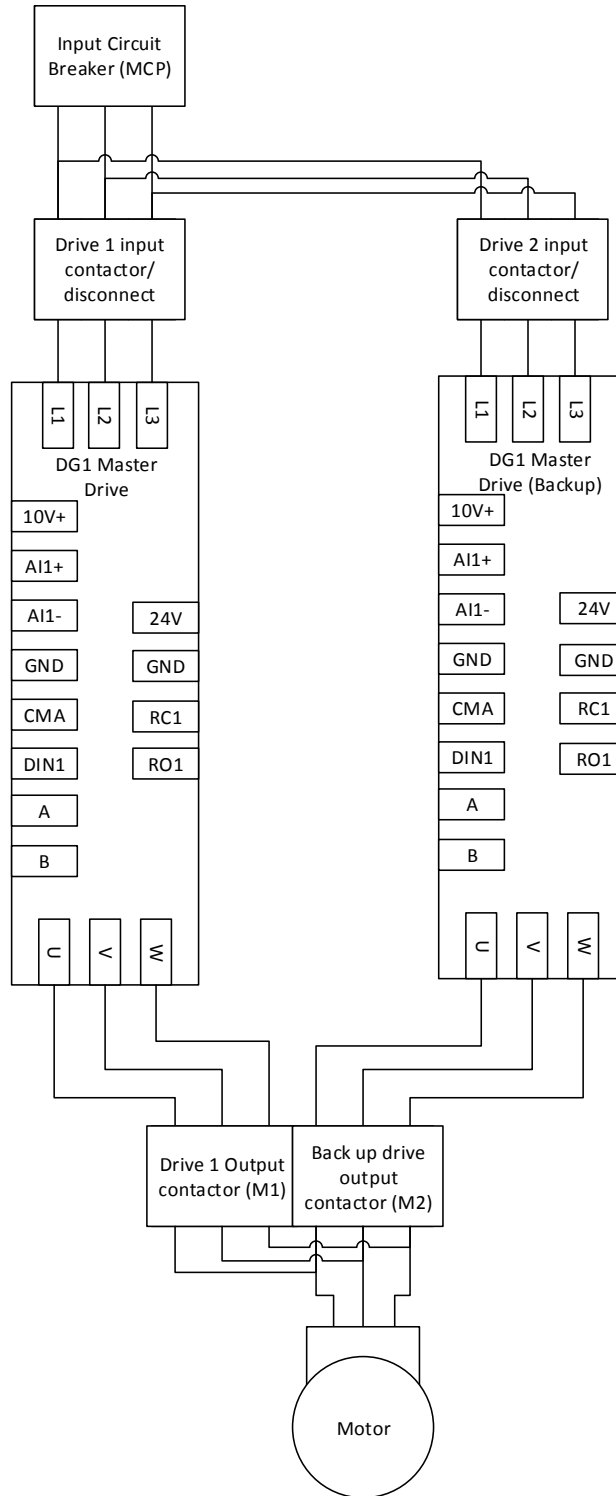 Input Circuit
Breaker (MCP)
Drive 1 input
contactor/
disconnect
Drive 2 input
contactor/
disconnect
L1
L2
L3
DG1 Master
Drive
10V+
AI1+
AI1-
GND
CMA
DIN1
A
B
24V
GND
RC1
RO1
U
V
W
L1
L2
L3
DG1 Master
Drive (Backup)
10V+
AI1+
AI1-
GND
CMA
DIN1
A
B
24V
GND
RC1
RO1
U
V
W
Drive 1 Output
contactor (M1)
Back up drive
output
contactor (M2)
Motor